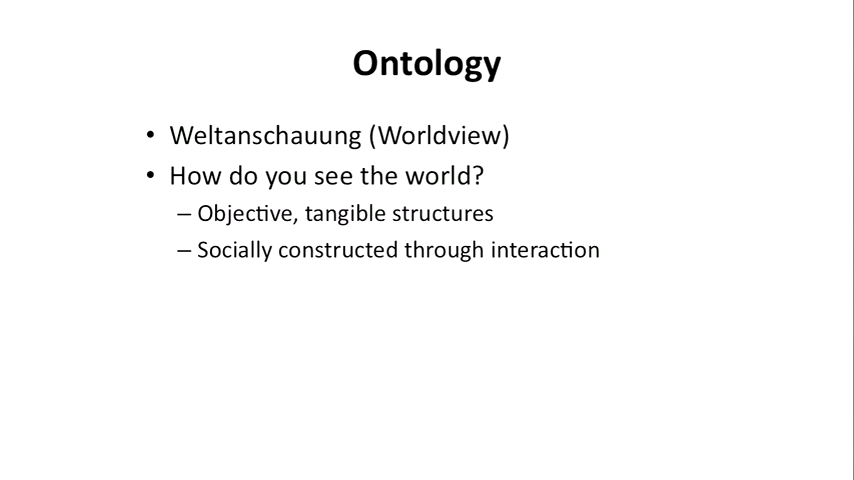 Ontology
• Weltanschauung (Worldview)
• How do you see the world?
– Objective, tangible structures
– Socially constructed through interaction